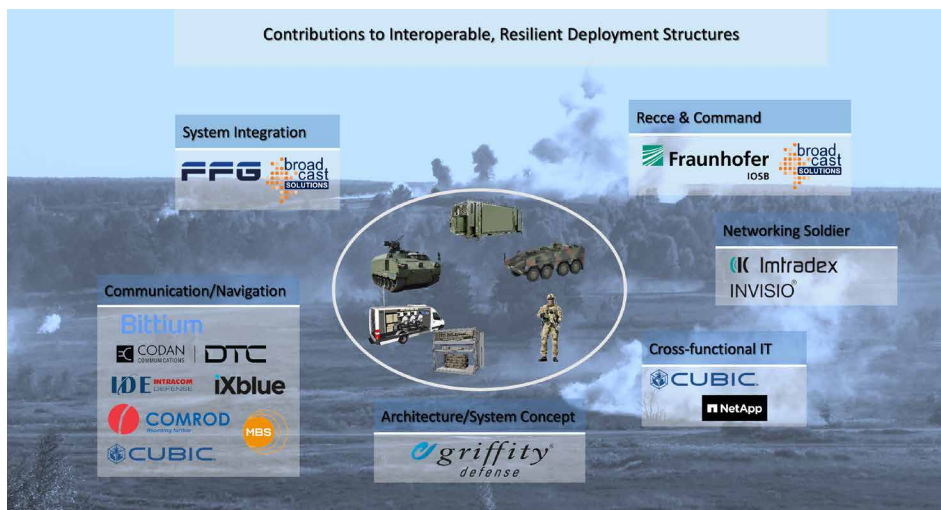 Contributions to Interoperable, Resilient Deployment Structures
System Integration
FFG
broad
cast
SOLUTIONS
Recce & Command
Fraunhofer
IOSB
broad
cast
SOLUTIONS
Networking Soldier
Imtradex
INVISIO®
Communication/Navigation
Bittium
CODAN
COMMUNICATIONS
DTC
IDE INTRACOM
DEFENSE
iXblue
COMROD
MBS
CUBIC
Cross-functional IT
CUBIC
NetApp
Architecture/System Concept
griffity®
defense